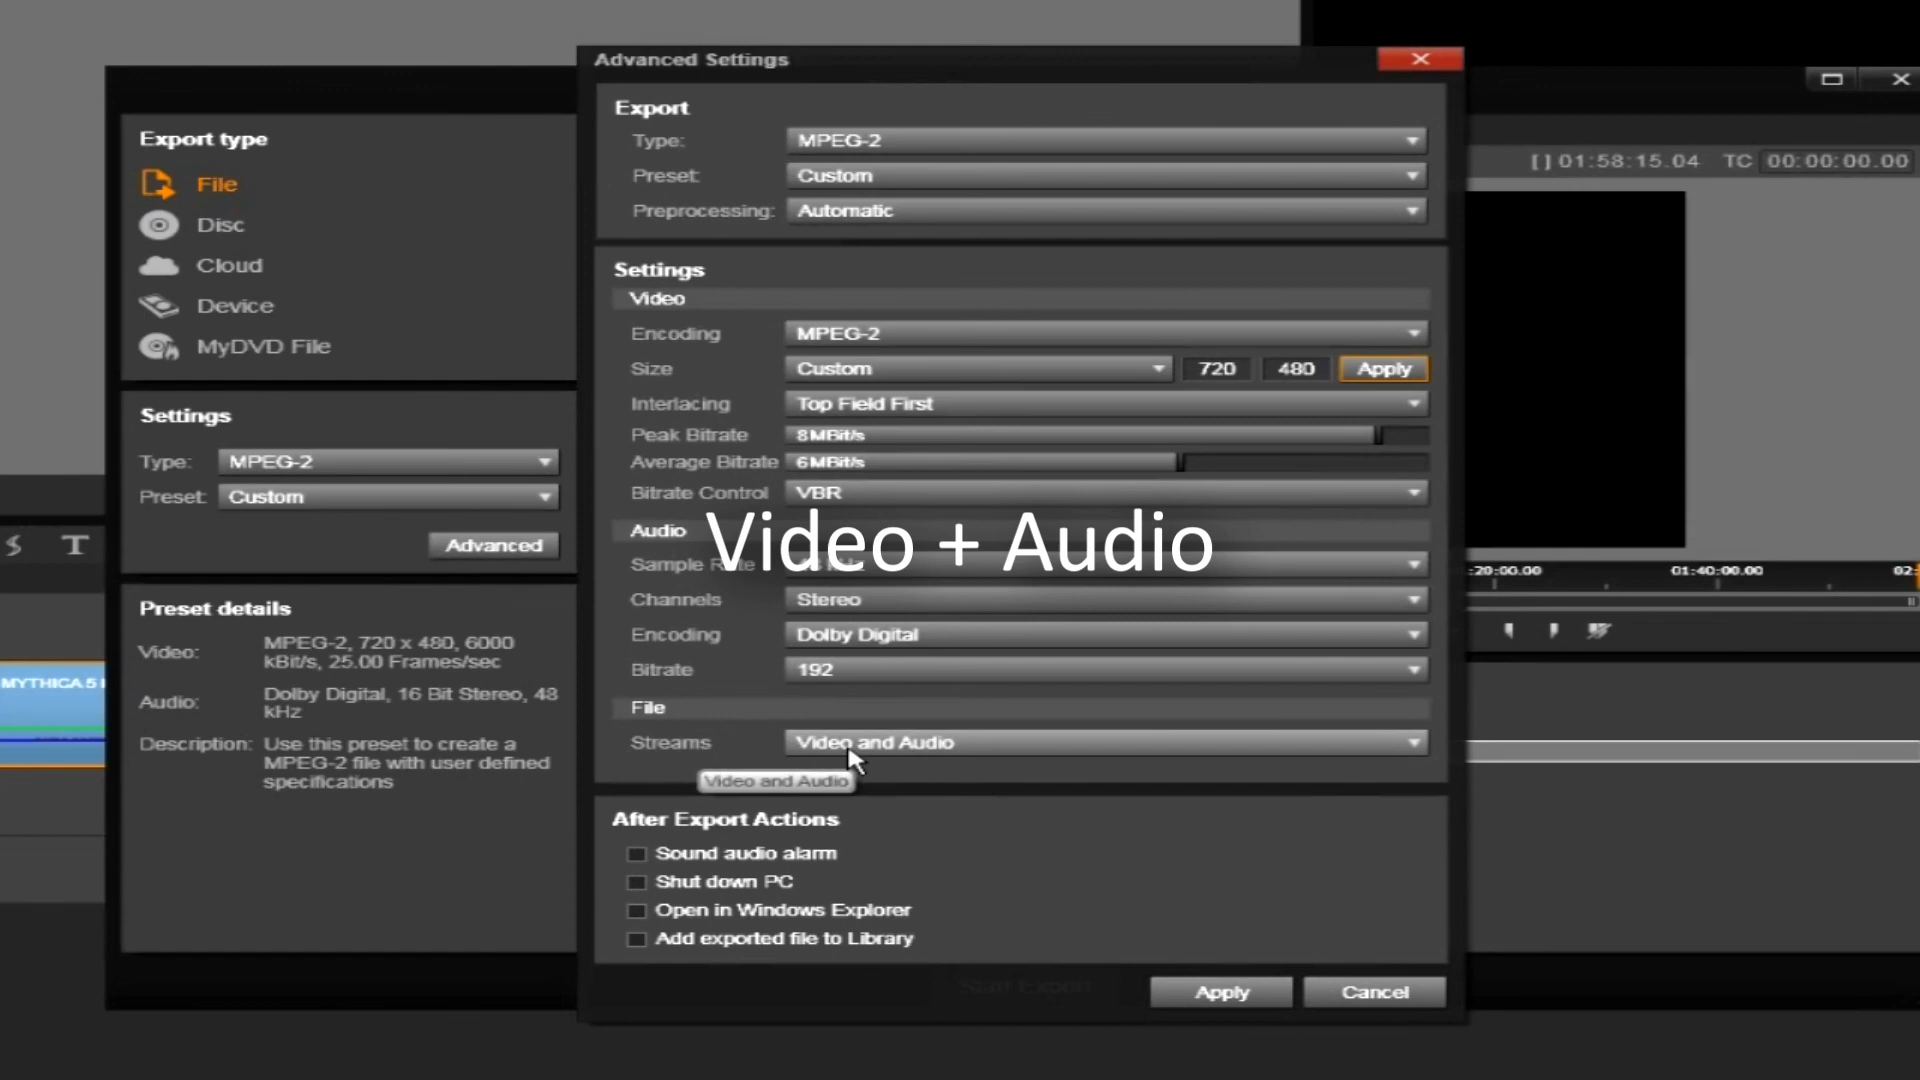 Advanced Settings
Export
Type: MPEG-2
Preset: Custom
Preprocessing: Automatic
Settings
Video
Encoding MPEG-2
Size Custom 720 480 Apply
Interlacing Top Field First
Peak Bitrate 8MBit/s
Average Bitrate 6MBit/s
Bitrate Control VBR
Audio
Video + Audio
Sample Rate
Channels Stereo
Encoding Dolby Digital
Bitrate 192
File
Streams Video and Audio
Video and Audio
After Export Actions
Sound audio alarm
Shut down PC
Open in Windows Explorer
Add exported file to Library
Apply Cancel
Export type
File
Disc
Cloud
Device
MyDVD File
Settings
Type: MPEG-2
Preset: Custom
Advanced
Preset details
Video: MPEG-2, 720 x 480, 6000
kBit/s, 25.00 Frames/sec
Audio: Dolby Digital, 16 Bit Stereo, 48
kHz
Description: Use this preset to create a
MPEG-2 file with user defined
specifications
T
MYTHICA 5
[ ] 01:58:15.04 TC 00:00:00.00
:20:00.00 01:40:00.00 02: